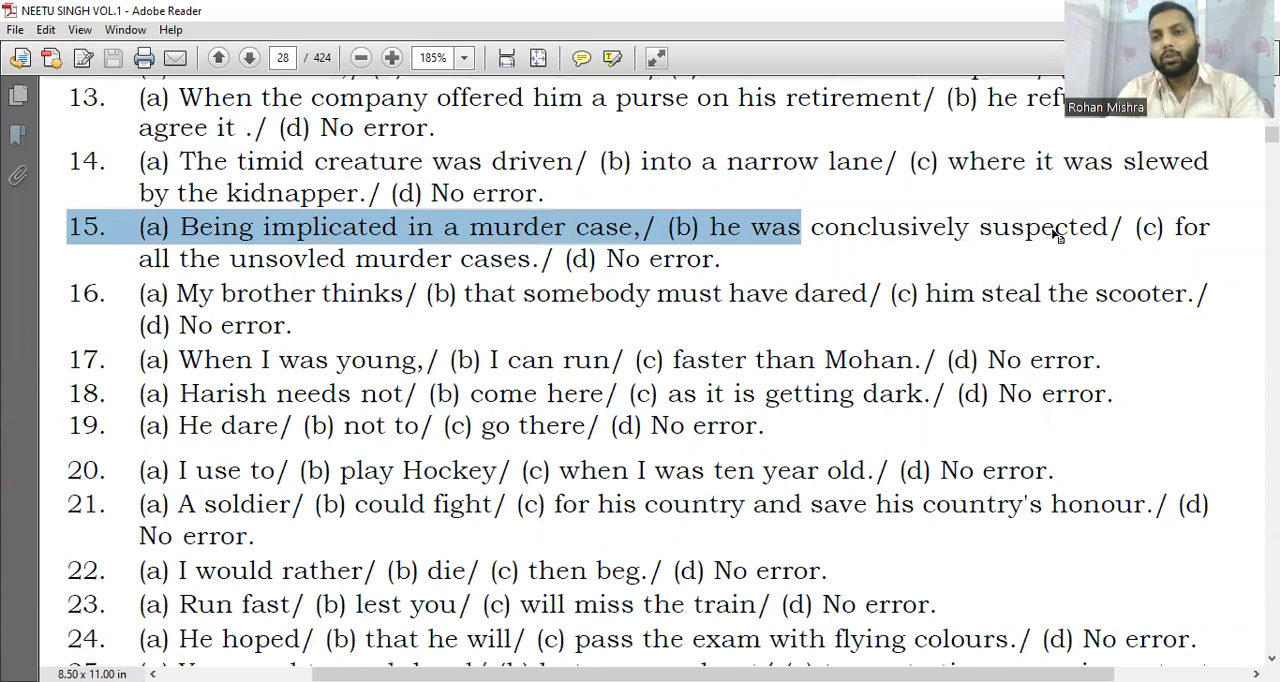 NEETU SINGH VOL.1 - Adobe Reader
File Edit View Window Help
28 / 424 185%
Rohan Mishra
13. (a) When the company offered him a purse on his retirement/ (b) he
agree it ./ (d) No error.
14. (a) The timid creature was driven/ (b) into a narrow lane/ (c) where it was slewed
by the kidnapper./ (d) No error.
15. (a) Being implicated in a murder case,/ (b) he was conclusively suspected/ (c) for
all the unsovled murder cases./ (d) No error.
16. (a) My brother thinks/ (b) that somebody must have dared/ (c) him steal the scooter./
(d) No error.
17. (a) When I was young,/ (b) I can run/ (c) faster than Mohan./ (d) No error.
18. (a) Harish needs not/ (b) come here/ (c) as it is getting dark./ (d) No error.
19. (a) He dare/ (b) not to/ (c) go there/ (d) No error.
20. (a) I use to/ (b) play Hockey/ (c) when I was ten year old./ (d) No error.
21. (a) A soldier/ (b) could fight/ (c) for his country and save his country's honour./ (d)
No error.
22. (a) I would rather/ (b) die/ (c) then beg./ (d) No error.
23. (a) Run fast/ (b) lest you/ (c) will miss the train/ (d) No error.
24. (a) He hoped/ (b) that he will/ (c) pass the exam with flying colours./ (d) No error.
8.50 x 11.00 in